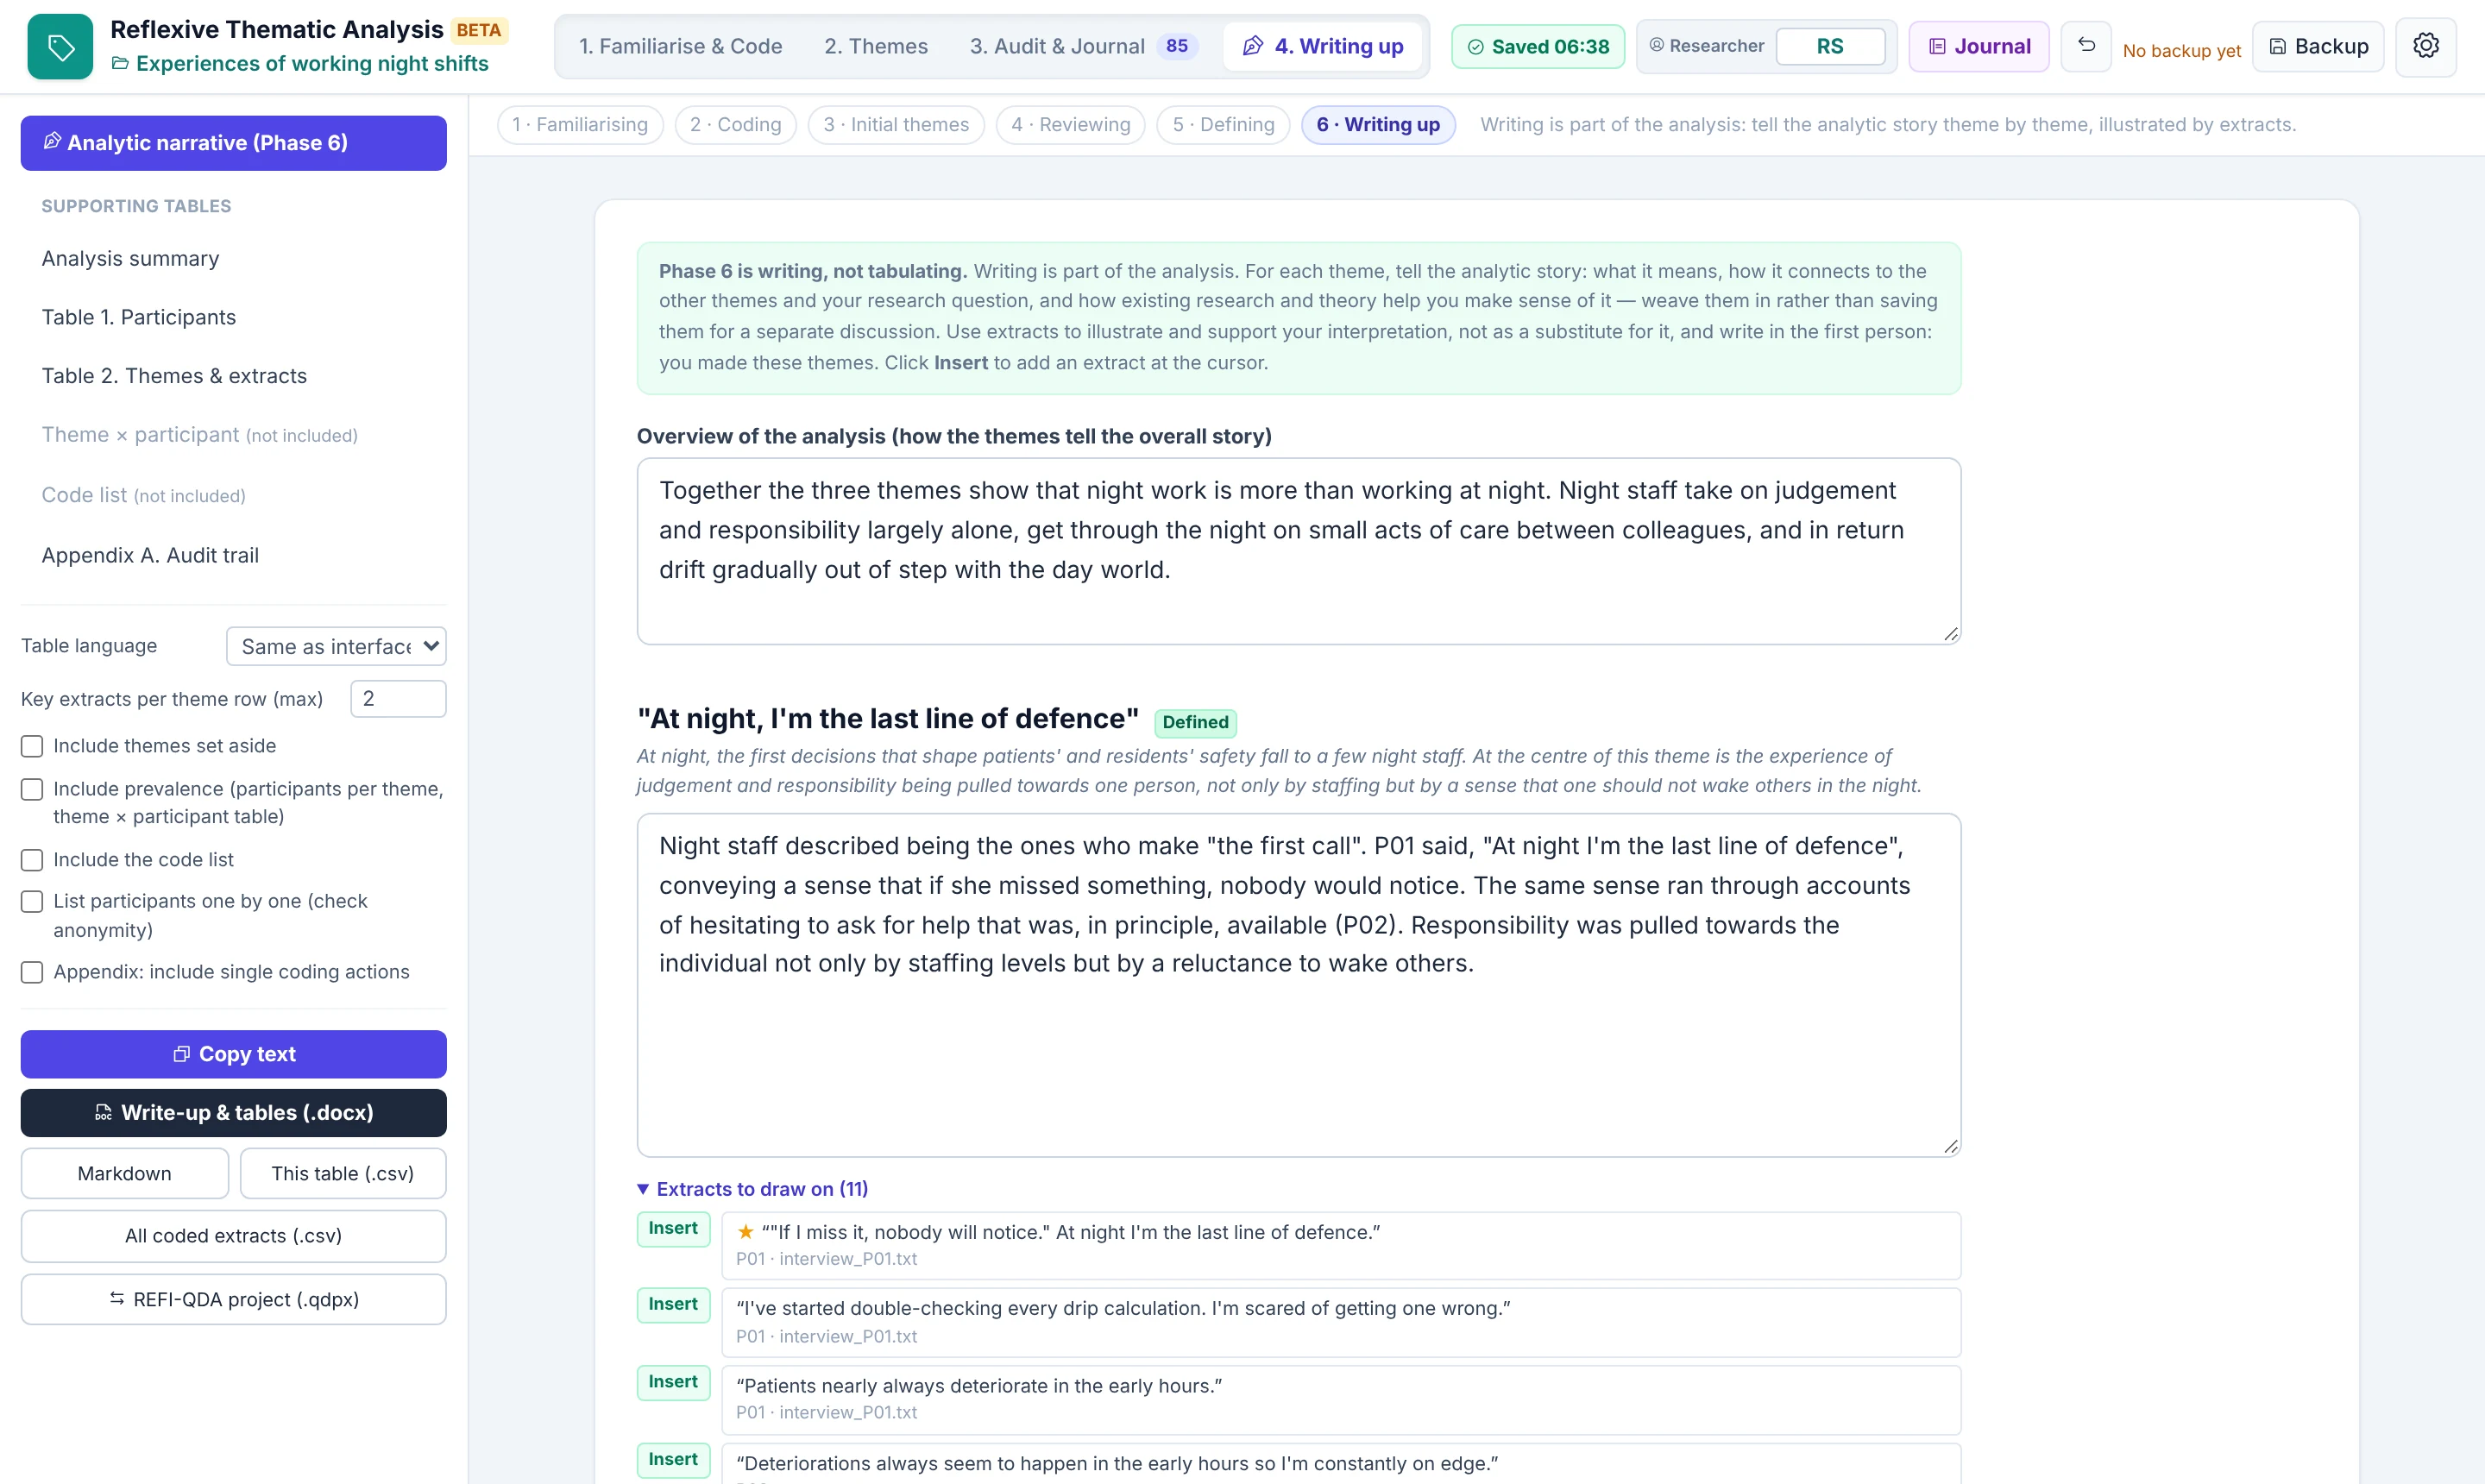 Reflexive Thematic Analysis BETA
Experiences of working night shifts
1. Familiarise & Code
2. Themes
3. Audit & Journal 85
4. Writing up
Saved 06:38
Researcher RS
Journal
No backup yet
Backup
Analytic narrative (Phase 6)
SUPPORTING TABLES
Analysis summary
Table 1. Participants
Table 2. Themes & extracts
Theme × participant (not included)
Code list (not included)
Appendix A. Audit trail
Table language Same as interface
Key extracts per theme row (max) 2
Include themes set aside
Include prevalence (participants per theme,
theme × participant table)
Include the code list
List participants one by one (check
anonymity)
Appendix: include single coding actions
Copy text
Write-up & tables (.docx)
Markdown
This table (.csv)
All coded extracts (.csv)
REFI-QDA project (.qdpx)
1 · Familiarising
2 · Coding
3 · Initial themes
4 · Reviewing
5 · Defining
6 · Writing up
Writing is part of the analysis: tell the analytic story theme by theme, illustrated by extracts.
Phase 6 is writing, not tabulating. Writing is part of the analysis. For each theme, tell the analytic story: what it means, how it connects to the
other themes and your research question, and how existing research and theory help you make sense of it — weave them in rather than saving
them for a separate discussion. Use extracts to illustrate and support your interpretation, not as a substitute for it, and write in the first person:
you made these themes. Click Insert to add an extract at the cursor.
Overview of the analysis (how the themes tell the overall story)
Together the three themes show that night work is more than working at night. Night staff take on judgement
and responsibility largely alone, get through the night on small acts of care between colleagues, and in return
drift gradually out of step with the day world.
"At night, I'm the last line of defence" Defined
At night, the first decisions that shape patients' and residents' safety fall to a few night staff. At the centre of this theme is the experience of
judgement and responsibility being pulled towards one person, not only by staffing but by a sense that one should not wake others in the night.
Night staff described being the ones who make "the first call". P01 said, "At night I'm the last line of defence",
conveying a sense that if she missed something, nobody would notice. The same sense ran through accounts
of hesitating to ask for help that was, in principle, available (P02). Responsibility was pulled towards the
individual not only by staffing levels but by a reluctance to wake others.
▼ Extracts to draw on (11)
Insert
★ “"If I miss it, nobody will notice." At night I'm the last line of defence.”
P01 · interview_P01.txt
Insert
“I've started double-checking every drip calculation. I'm scared of getting one wrong.”
P01 · interview_P01.txt
Insert
“Patients nearly always deteriorate in the early hours.”
P01 · interview_P01.txt
Insert
“Deteriorations always seem to happen in the early hours so I'm constantly on edge.”